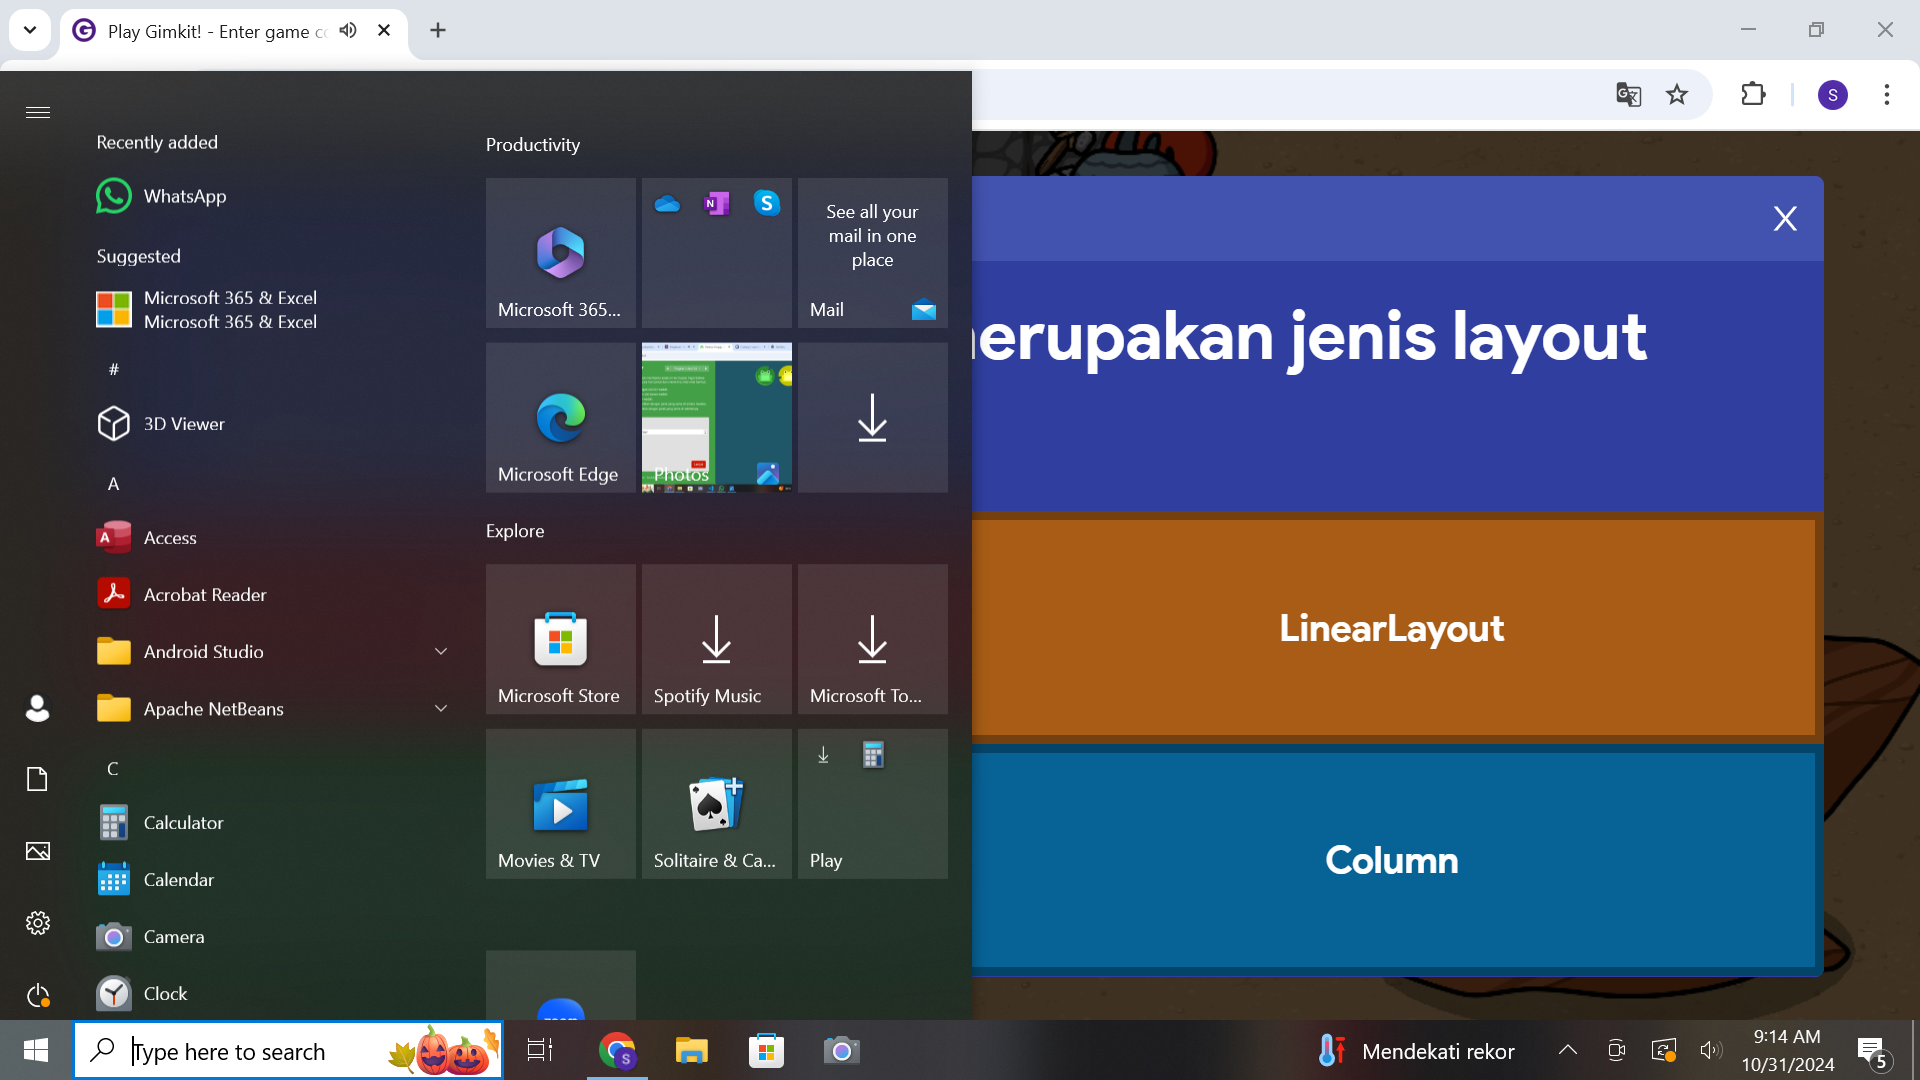 Play Gimkit! - Enter game co
S
Recently added
WhatsApp
Suggested
Microsoft 365 & Excel
Microsoft 365 & Excel
#
3D Viewer
A
Access
Acrobat Reader
Android Studio
Apache NetBeans
C
Calculator
Calendar
Camera
Clock
Productivity
Microsoft 365...
See all your
mail in one
place
Mail
Microsoft Edge
Photos
Explore
Microsoft Store
Spotify Music
Microsoft To...
Movies & TV
Solitaire & Ca...
Play
zoom
erupakan jenis layout
LinearLayout
Column
Type here to search
Mendekati rekor
9:14 AM
10/31/2024
5